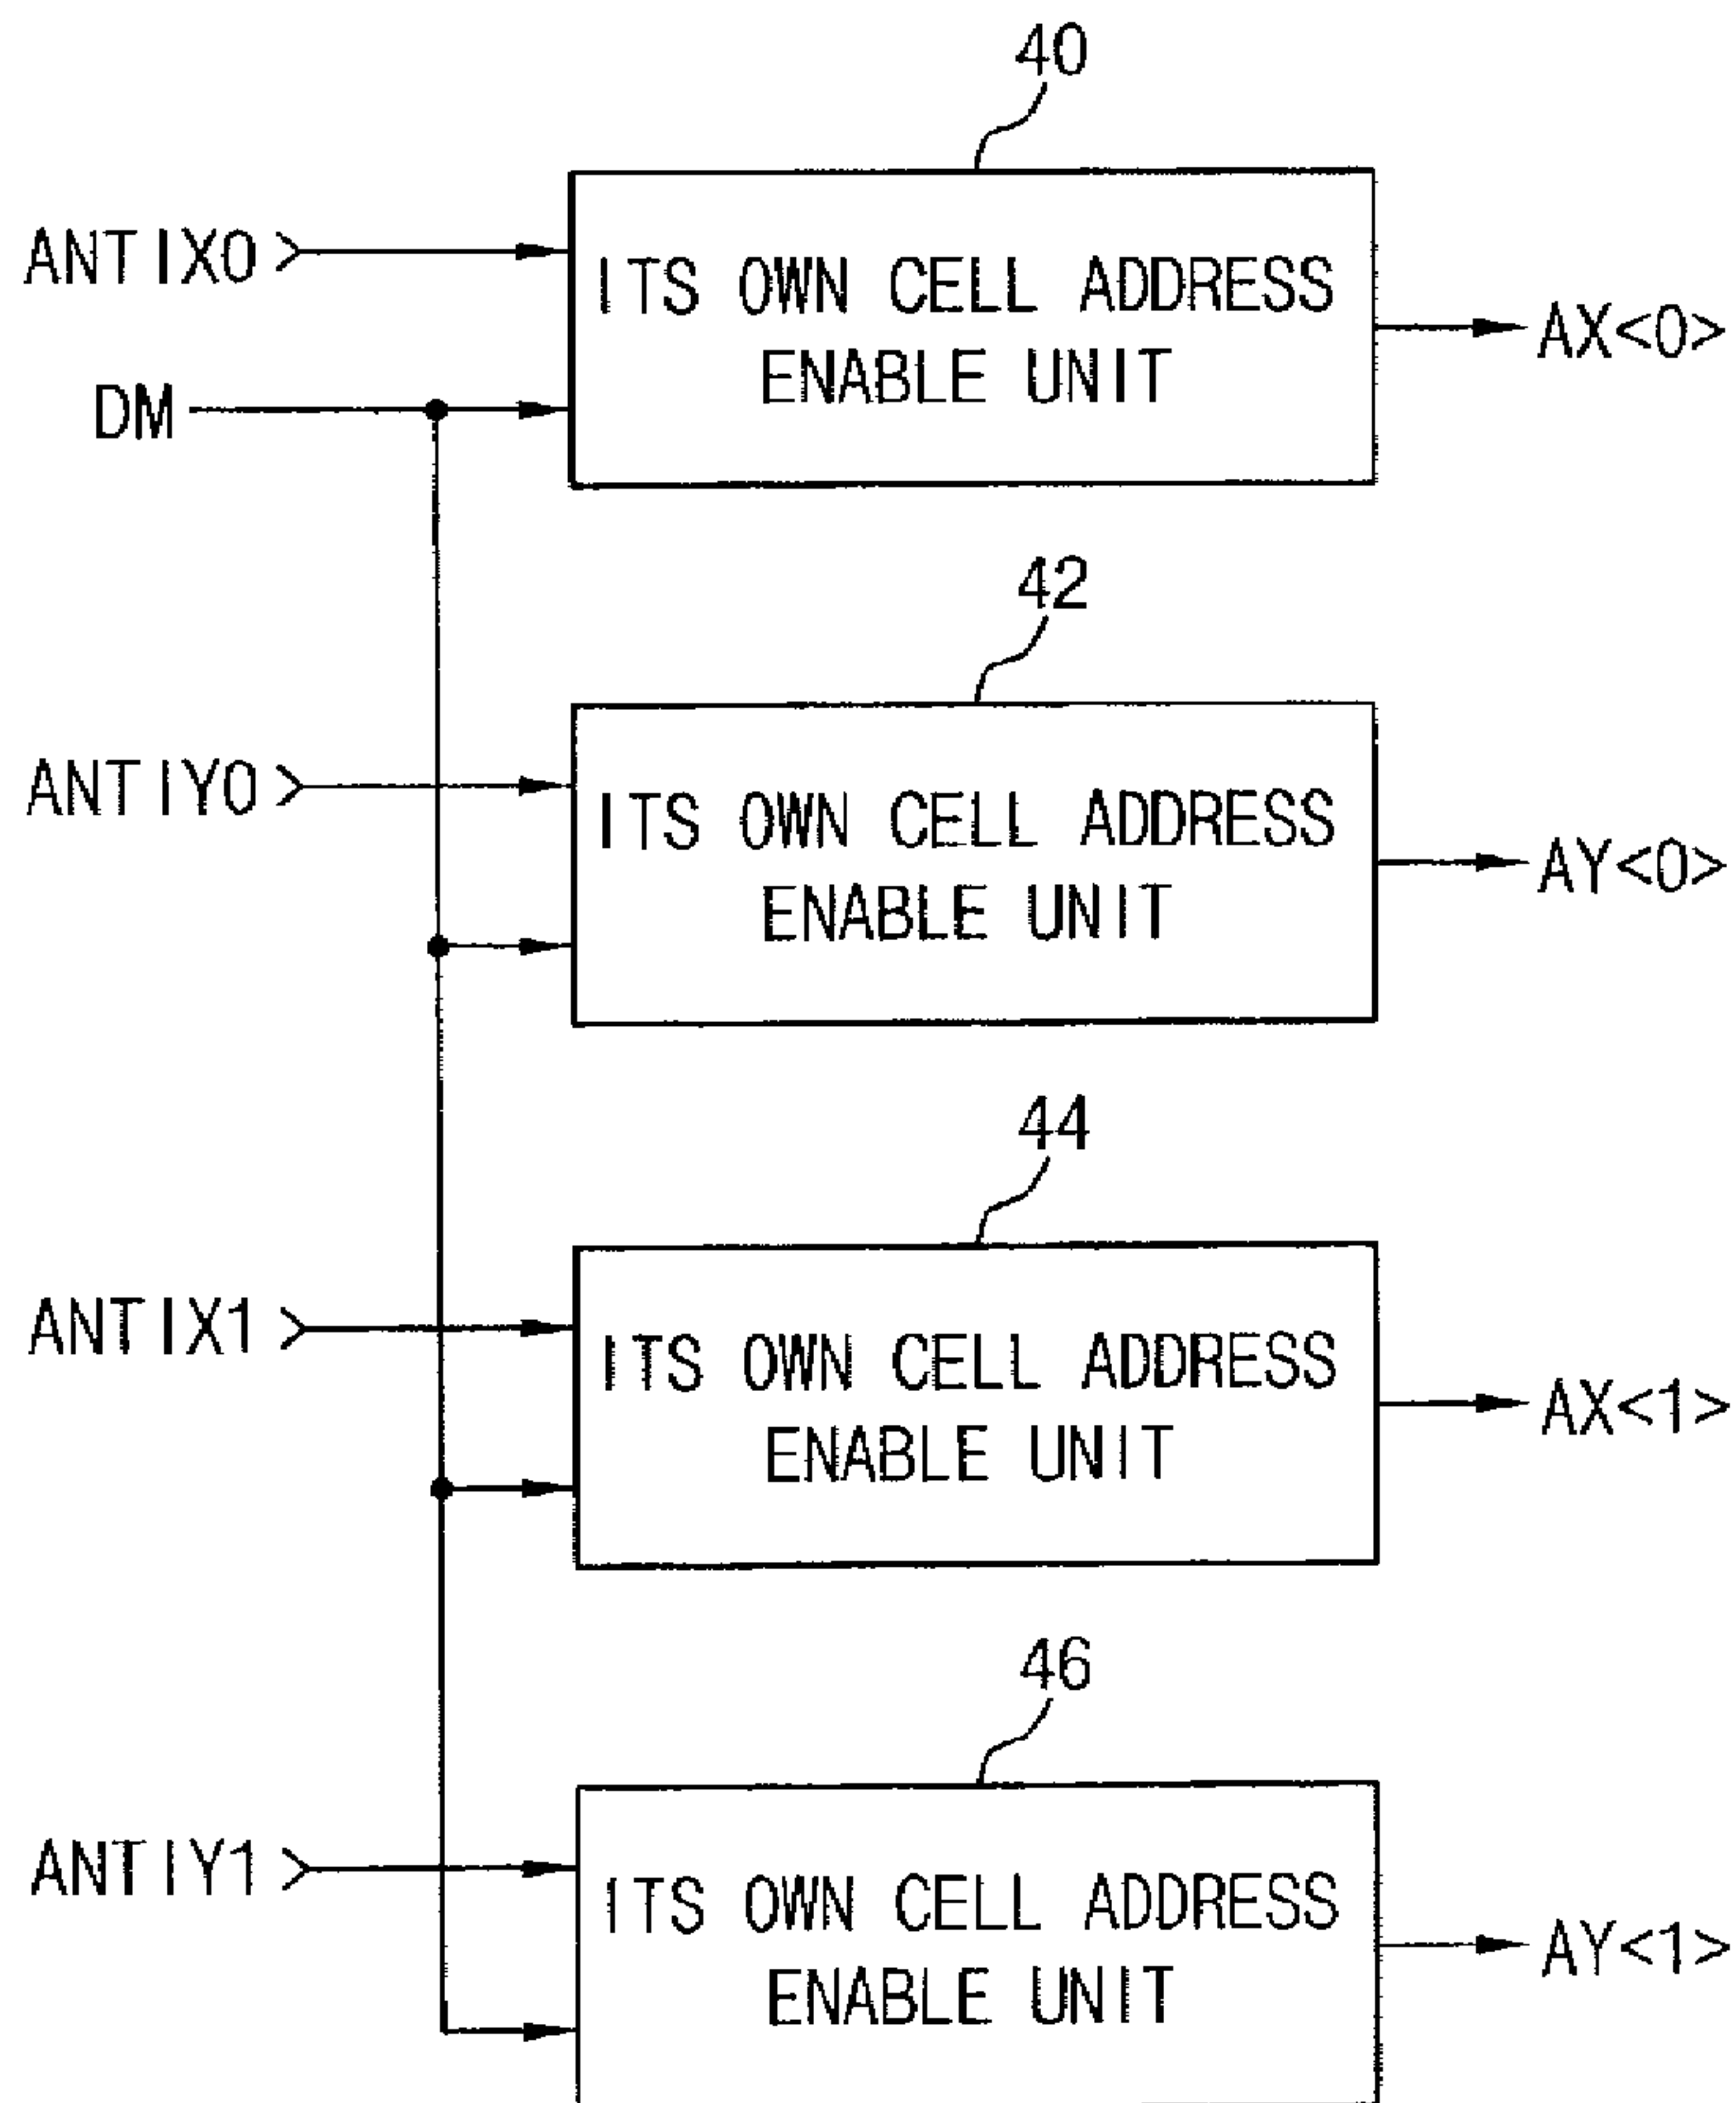 40
ANTIX0
ITS OWN CELL ADDRESS
ENABLE UNIT
AX<0>
DM
42
ANTIY0
ITS OWN CELL ADDRESS
ENABLE UNIT
AY<0>
44
ANTIX1
ITS OWN CELL ADDRESS
ENABLE UNIT
AX<1>
46
ANTIY1
ITS OWN CELL ADDRESS
ENABLE UNIT
AY<1>